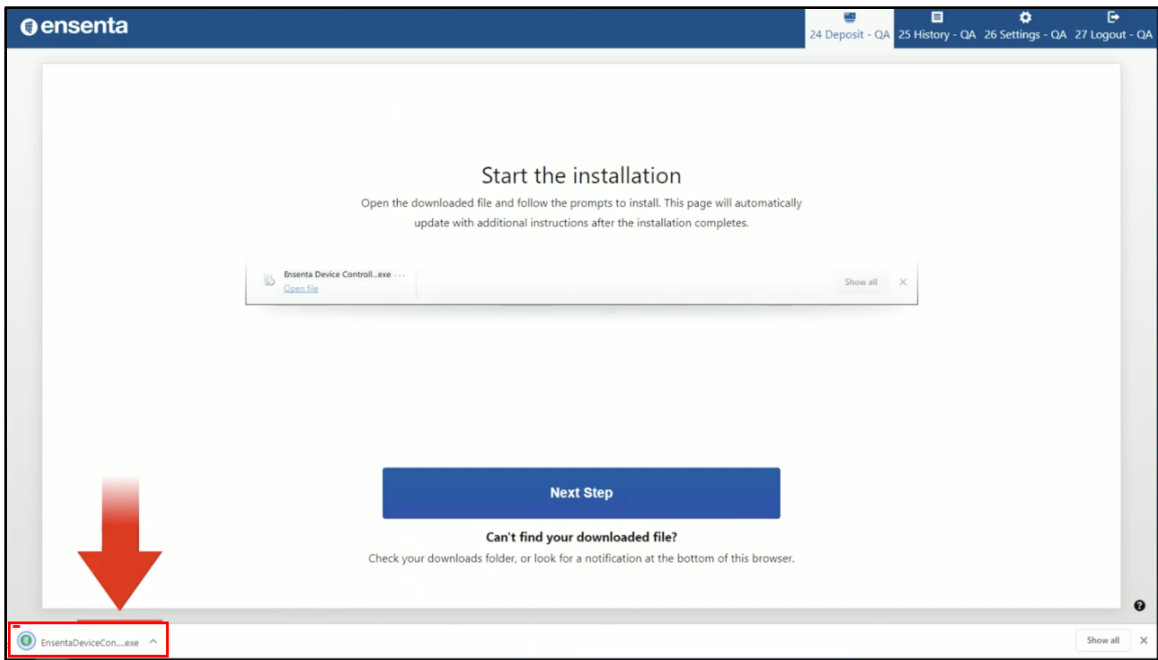 ensenta
24 Deposit - QA 25 History - QA 26 Settings - QA 27 Logout - QA
Start the installation
Open the downloaded file and follow the prompts to install. This page will automatically
update with additional instructions after the installation completes.
Ensenta Device Controll...exe ...
Open file
Show all
Next Step
Can't find your downloaded file?
Check your downloads folder, or look for a notification at the bottom of this browser.
EnsentaDeviceCon....exe
Show all